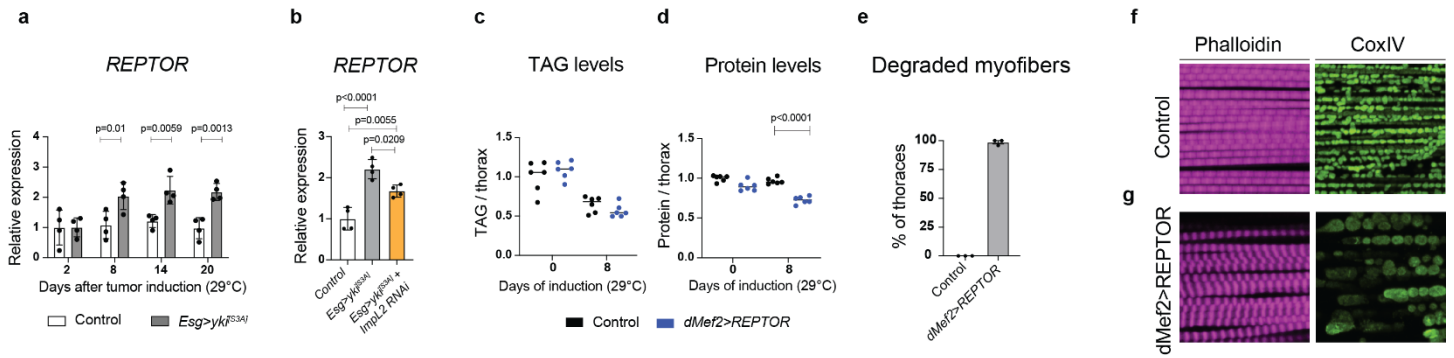 a
REPTOR
Relative expression
4
3
2
1
0
p=0.01
p=0.0059
p=0.0013
2
8
14
20
Days after tumor induction (29°C)
Control
Esg>yki[S3A]
b
REPTOR
Relative expression
3
2
1
0
p<0.0001
p=0.0055
p=0.0209
Control
Esg>yki[S3A]
Esg>yki[S3A] +
ImpL2 RNAi
c
TAG levels
TAG / thorax
1.5
1.0
0.5
0.0
0
8
Days of induction (29°C)
d
Protein levels
Protein / thorax
1.5
1.0
0.5
0.0
p<0.0001
0
8
Days of induction (29°C)
Control
dMef2>REPTOR
e
Degraded myofibers
% of thoraces
100
75
50
25
0
Control
dMef2>REPTOR
f
Phalloidin
CoxIV
Control
g
dMef2>REPTOR